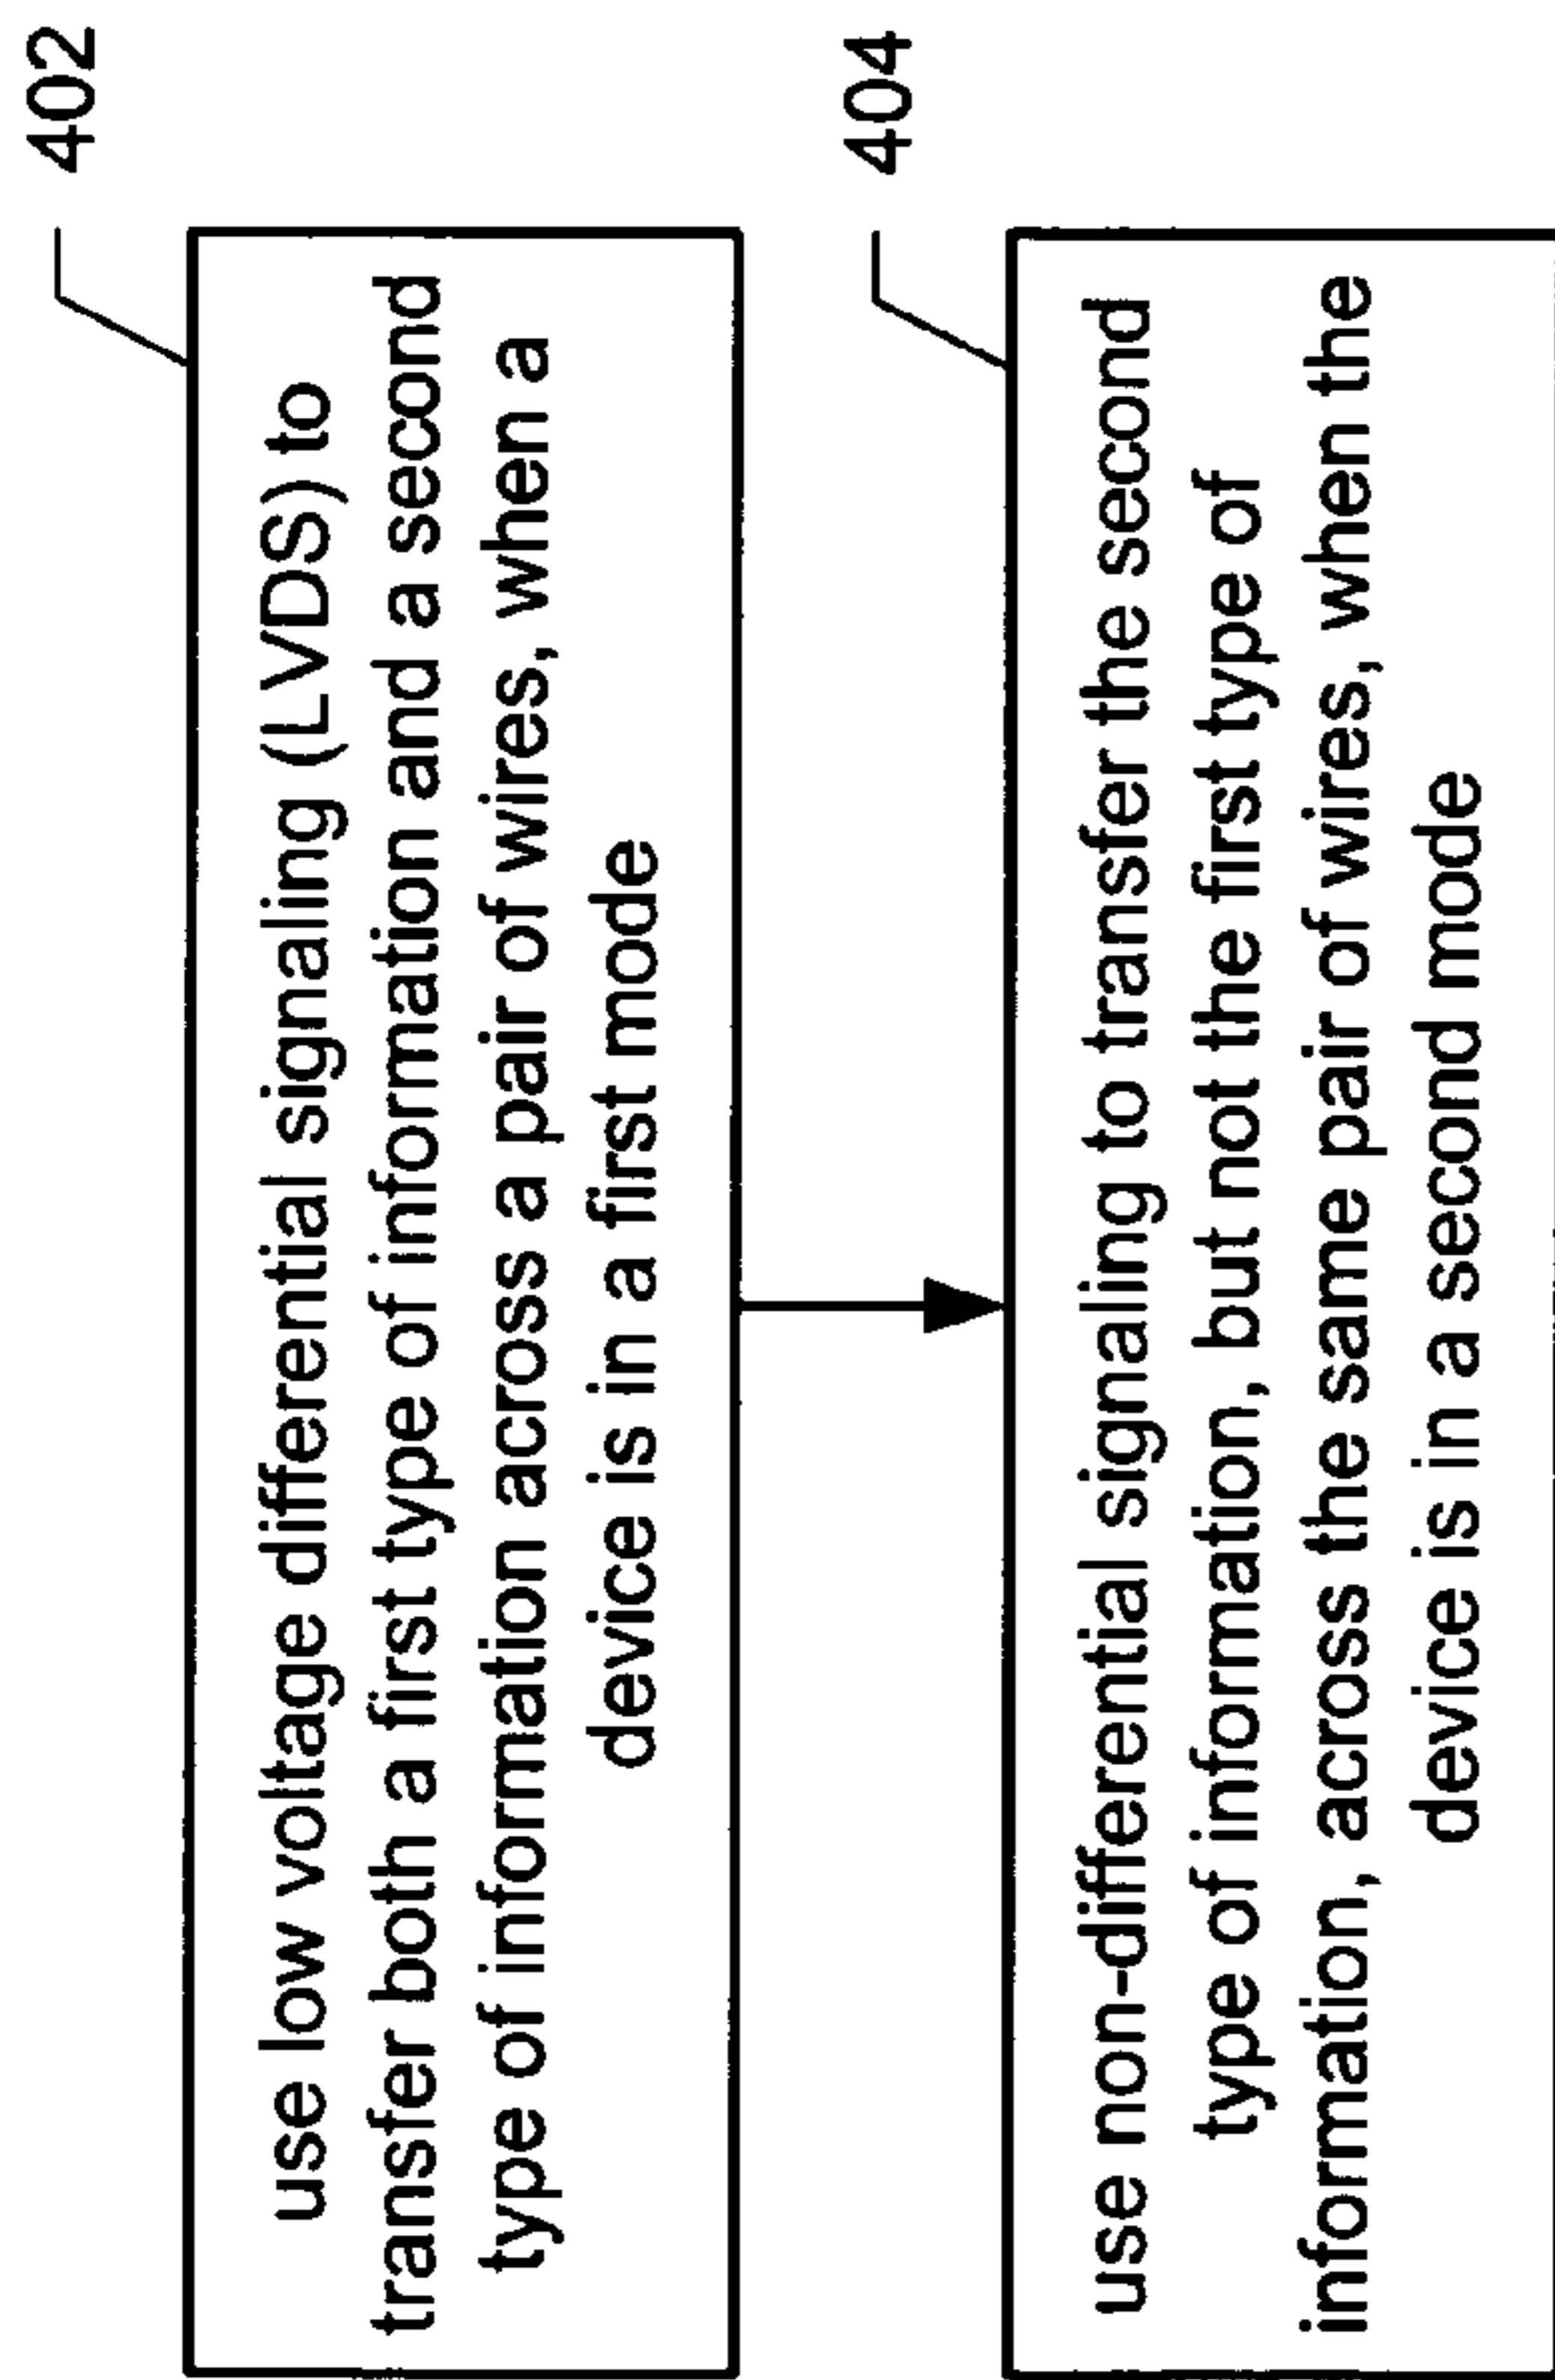 402
use low voltage differential signaling (LVDS) to
transfer both a first type of information and a second
type of information across a pair of wires, when a
device is in a first mode
404
use non-differential signaling to transfer the second
type of information, but not the first type of
information, across the same pair of wires, when the
device is in a second mode